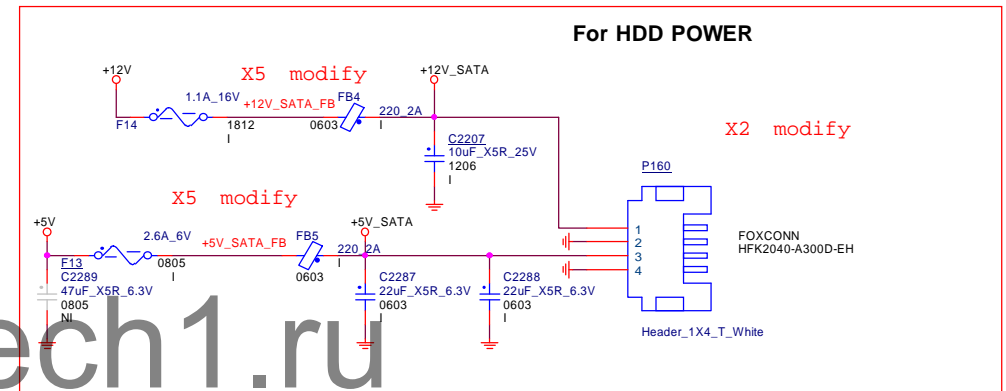 For HDD POWER
+12V
X5 modify
+12V_SATA
1.1A_16V
+12V_SATA_FB
FB4
220_2A
F14
1812
I
0603
I
X2 modify
C2207
10uF_X5R_25V
1206
I
P160
X5 modify
+5V
2.6A_6V
+5V_SATA_FB
FB5
220_2A
+5V_SATA
1
2
3
4
FOXCONN
HFK2040-A300D-EH
F13
0805
I
0603
I
C2289
47uF_X5R_6.3V
0805
NI
C2287
22uF_X5R_6.3V
0603
I
C2288
22uF_X5R_6.3V
0603
I
Header_1X4_T_White
ech1.ru